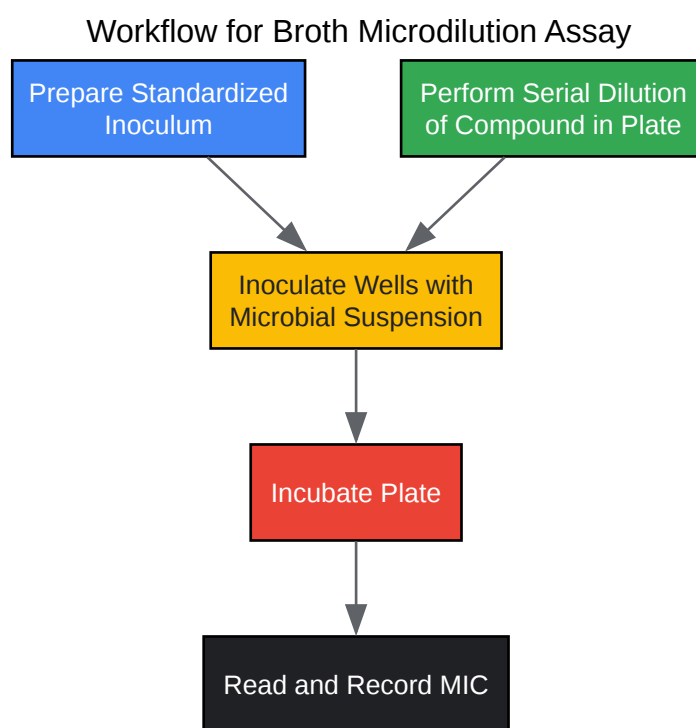 Workflow for Broth Microdilution Assay
Prepare Standardized
Inoculum
Perform Serial Dilution
of Compound in Plate
Inoculate Wells with
Microbial Suspension
Incubate Plate
Read and Record MIC